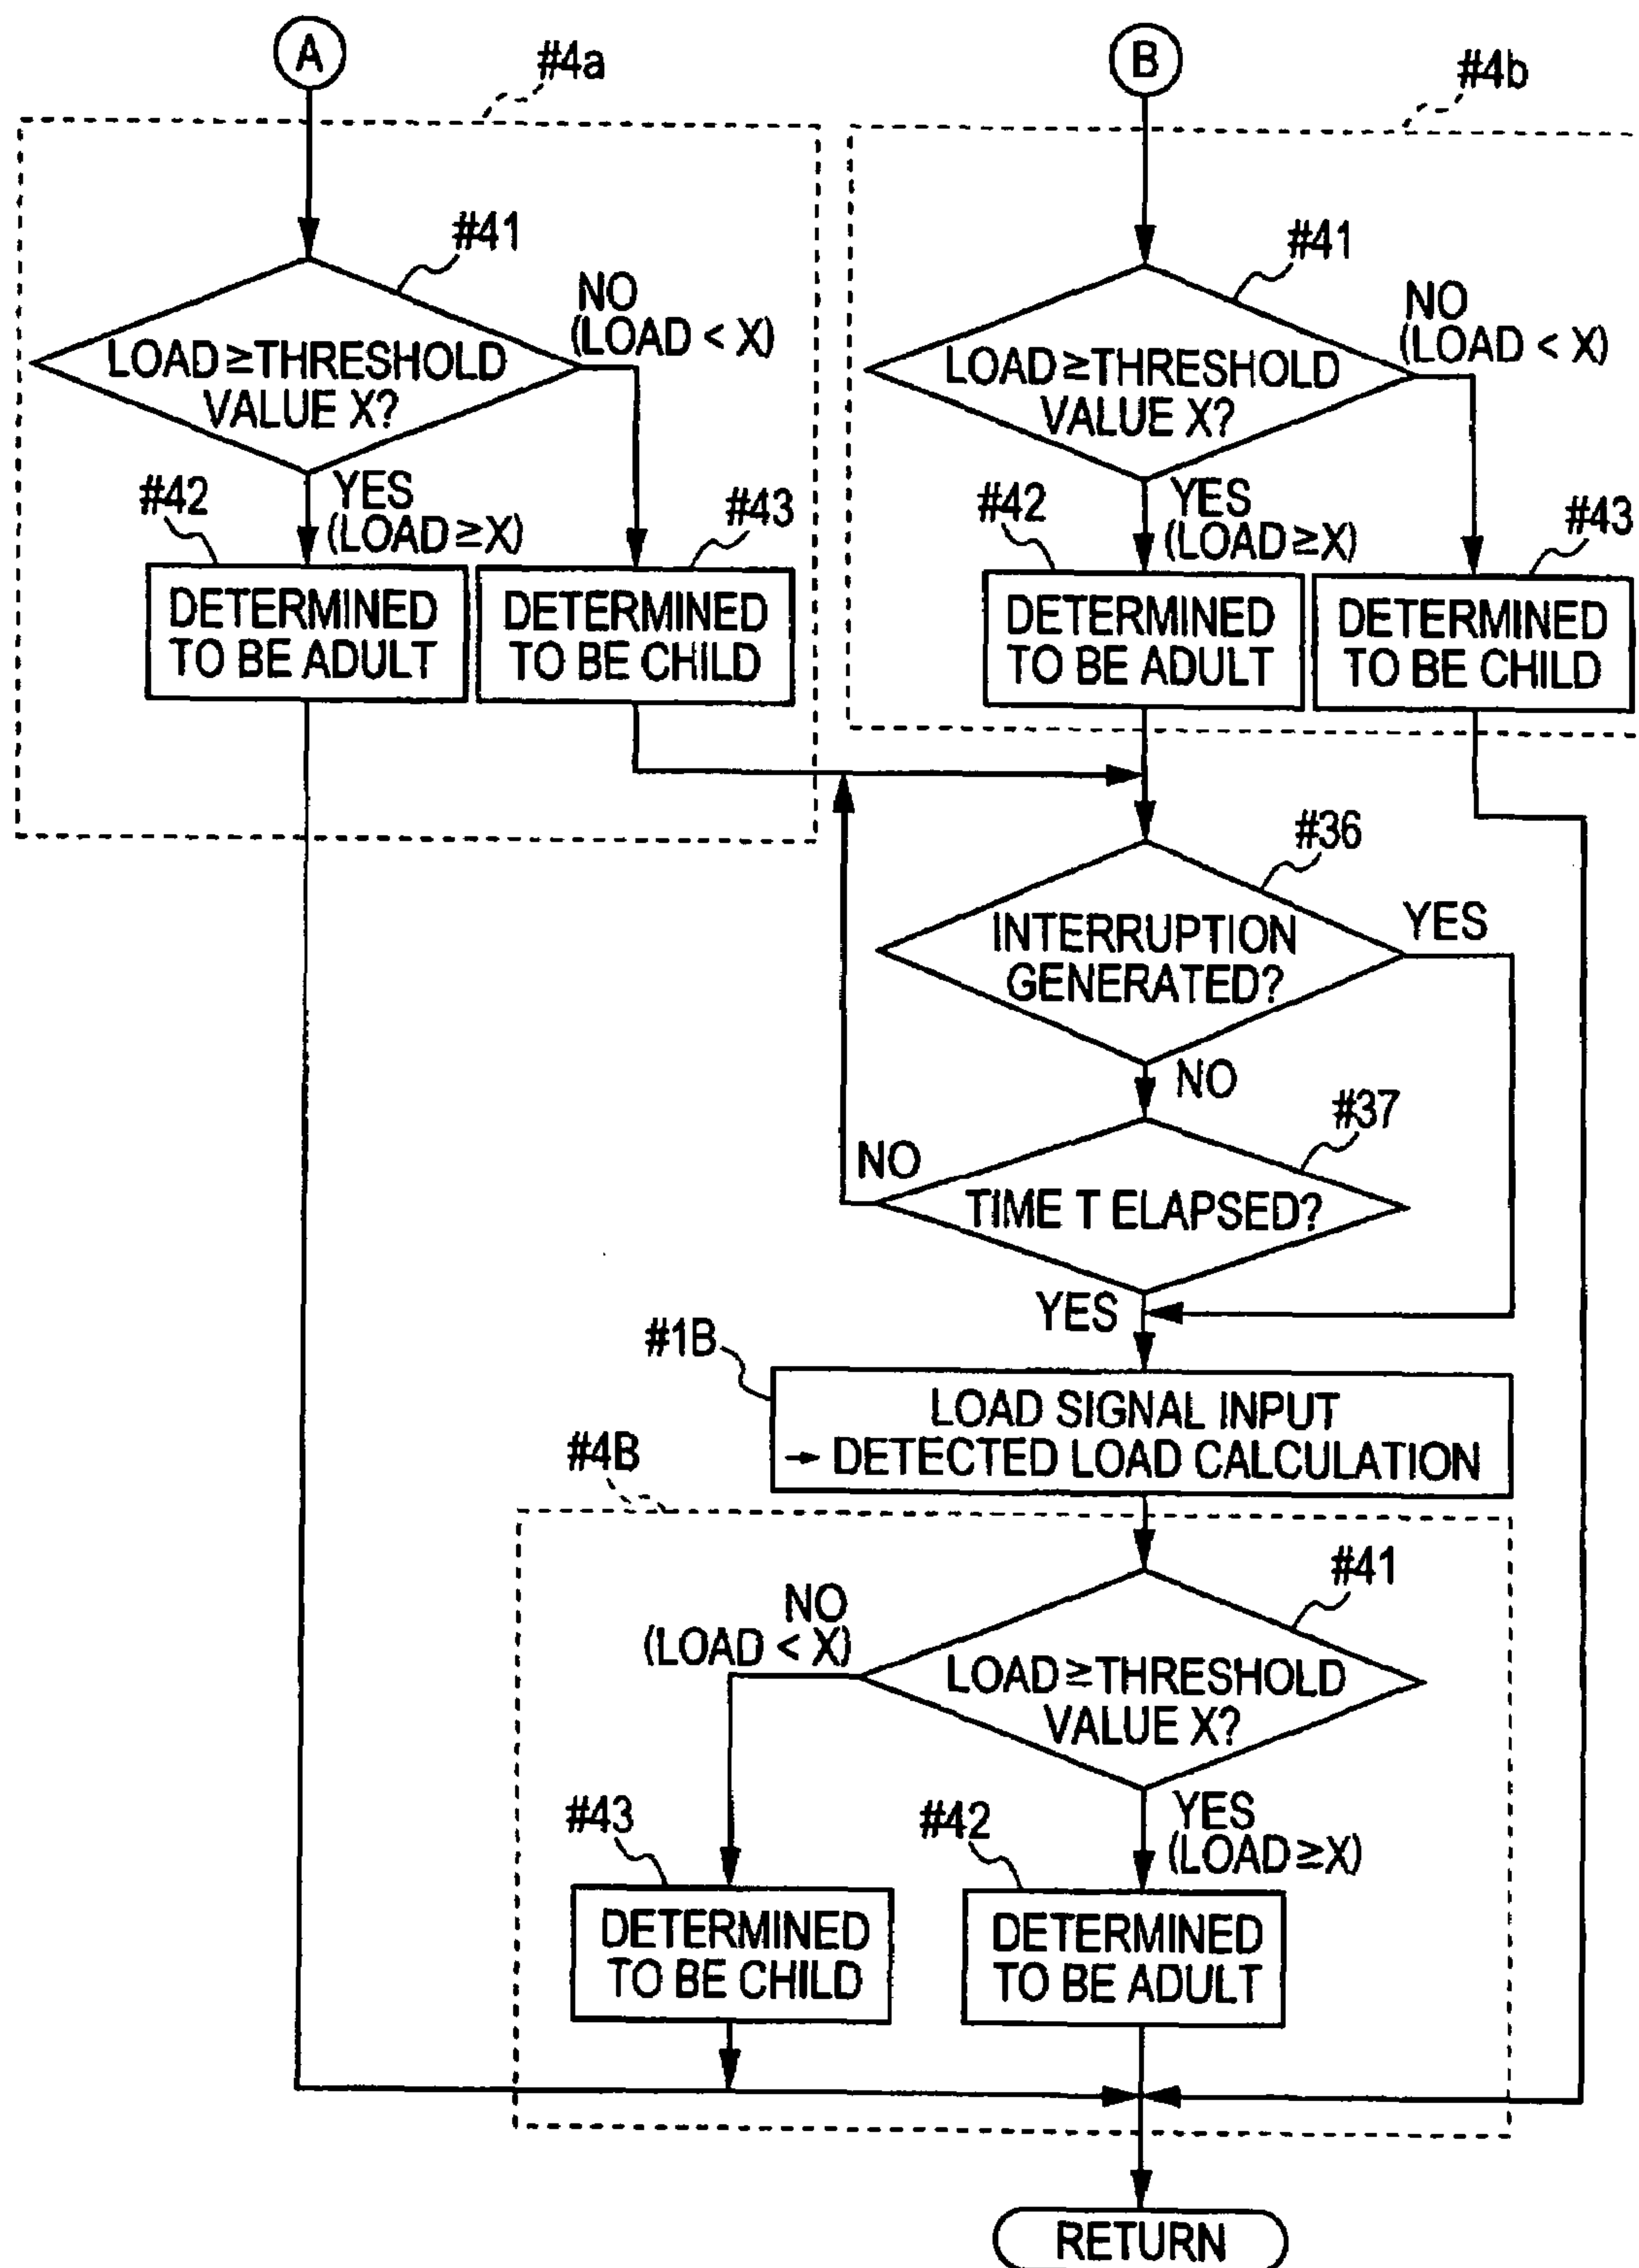 A
#4a
#41
LOAD≥THRESHOLD
VALUE X?
NO
(LOAD < X)
#42
YES
(LOAD≥X)
#43
DETERMINED
TO BE ADULT
DETERMINED
TO BE CHILD
B
#4b
#41
LOAD≥THRESHOLD
VALUE X?
NO
(LOAD < X)
#42
YES
(LOAD≥X)
#43
DETERMINED
TO BE ADULT
DETERMINED
TO BE CHILD
#36
INTERRUPTION
GENERATED?
YES
NO
#37
TIME T ELAPSED?
NO
YES
#1B
LOAD SIGNAL INPUT
→ DETECTED LOAD CALCULATION
#4B
#41
LOAD≥THRESHOLD
VALUE X?
NO
(LOAD < X)
YES
(LOAD≥X)
#43
#42
DETERMINED
TO BE CHILD
DETERMINED
TO BE ADULT
RETURN